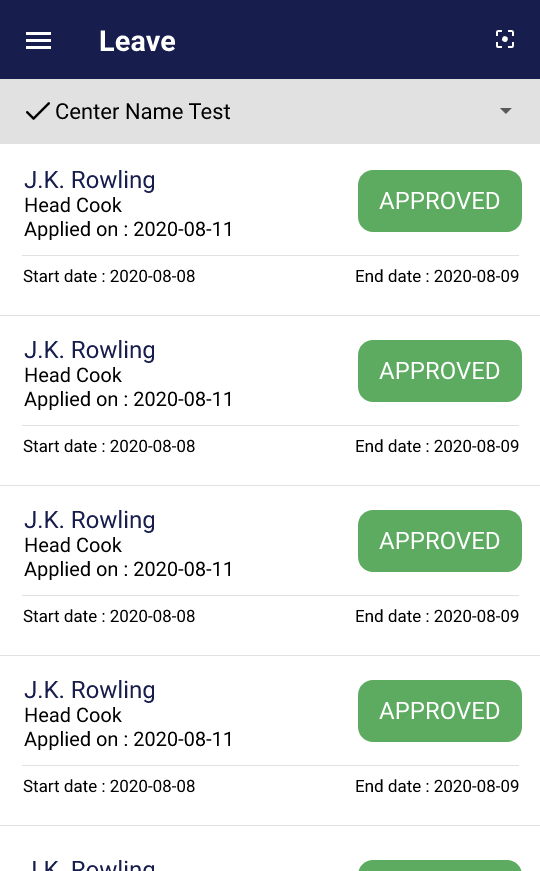 Leave
Center Name Test
J.K. Rowling
Head Cook
Applied on : 2020-08-11
APPROVED
Start date : 2020-08-08
End date : 2020-08-09
J.K. Rowling
Head Cook
Applied on : 2020-08-11
APPROVED
Start date : 2020-08-08
End date : 2020-08-09
J.K. Rowling
Head Cook
Applied on : 2020-08-11
APPROVED
Start date : 2020-08-08
End date : 2020-08-09
J.K. Rowling
Head Cook
Applied on : 2020-08-11
APPROVED
Start date : 2020-08-08
End date : 2020-08-09
J.K. Rowling